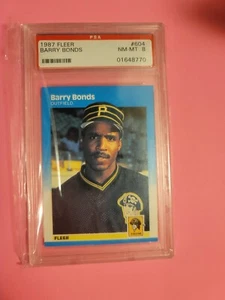 PSA
1987 FLEER #604
BARRY BONDS NM-MT 8
01648770
Barry Bonds
OUTFIELD
P
FLEER